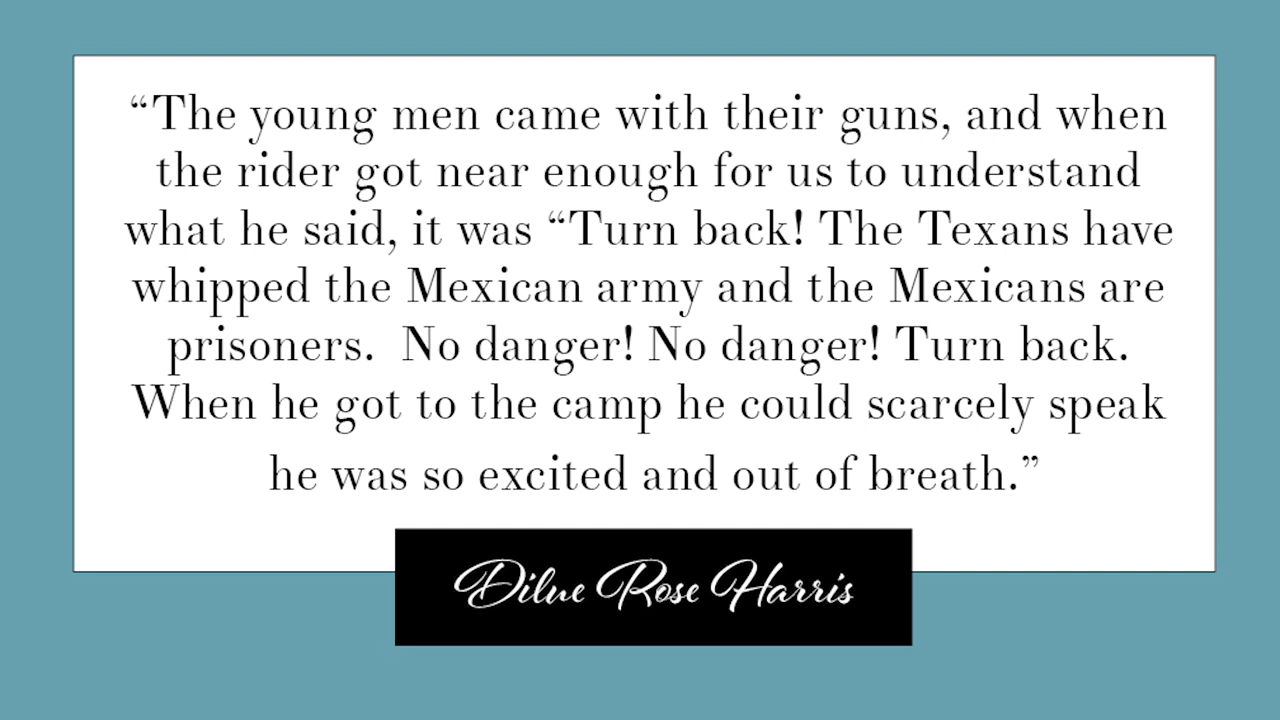 “The young men came with their guns, and when
the rider got near enough for us to understand
what he said, it was “Turn back! The Texans have
whipped the Mexican army and the Mexicans are
prisoners.  No danger! No danger! Turn back.
When he got to the camp he could scarcely speak
he was so excited and out of breath.”
Dilue Rose Harris